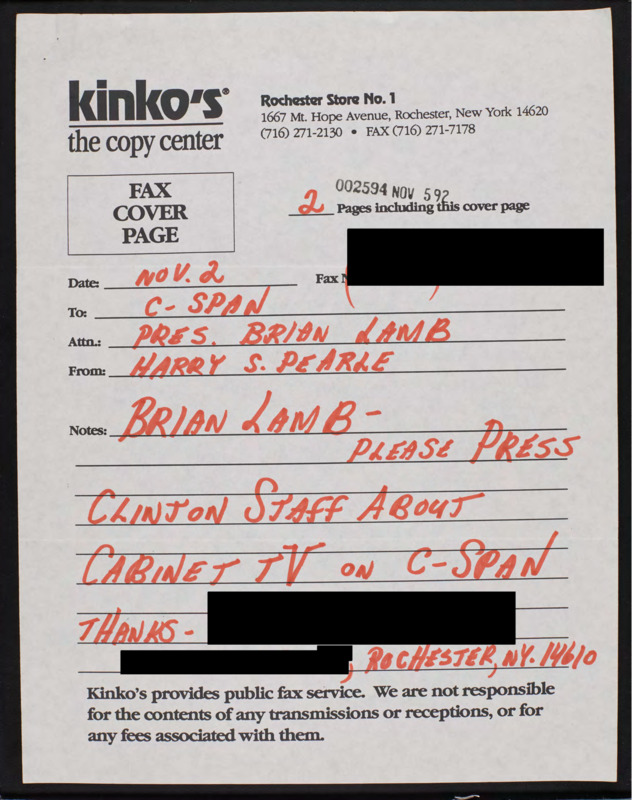 kinko's®
the copy center
Rochester Store No. 1
1667 Mt. Hope Avenue, Rochester, New York 14620
(716) 271-2130 • FAX (716) 271-7178
FAX
COVER
PAGE
002594 NOV 5 92
2 Pages including this cover page
Date: NOV. 2 Fax
To: C-SPAN
Attn.: PRES. BRIAN LAMB
From: HARRY S. PEARLE
Notes: BRIAN LAMB-
PLEASE PRESS
CLINTON STAFF ABOUT
CABINET TV ON C-SPAN
THANKS-
, ROCHESTER, NY. 14610
Kinko's provides public fax service. We are not responsible
for the contents of any transmissions or receptions, or for
any fees associated with them.